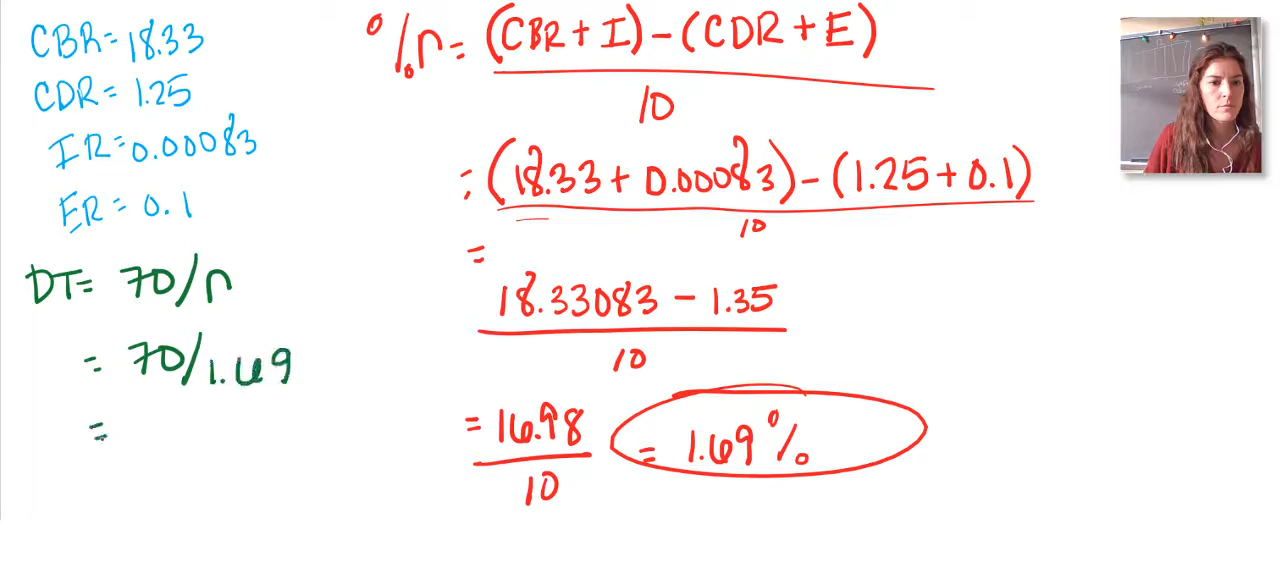 CBR= 18.33
CDR= 1.25
IR= 0.00083
ER= 0.1
DT= 70/r
= 70/1.69
=
%r= (CBR + I) - (CDR + E)
10
= (18.33 + 0.00083) - (1.25 + 0.1)
10
=
18.33083 - 1.35
10
= 16.98
10
= 1.69%